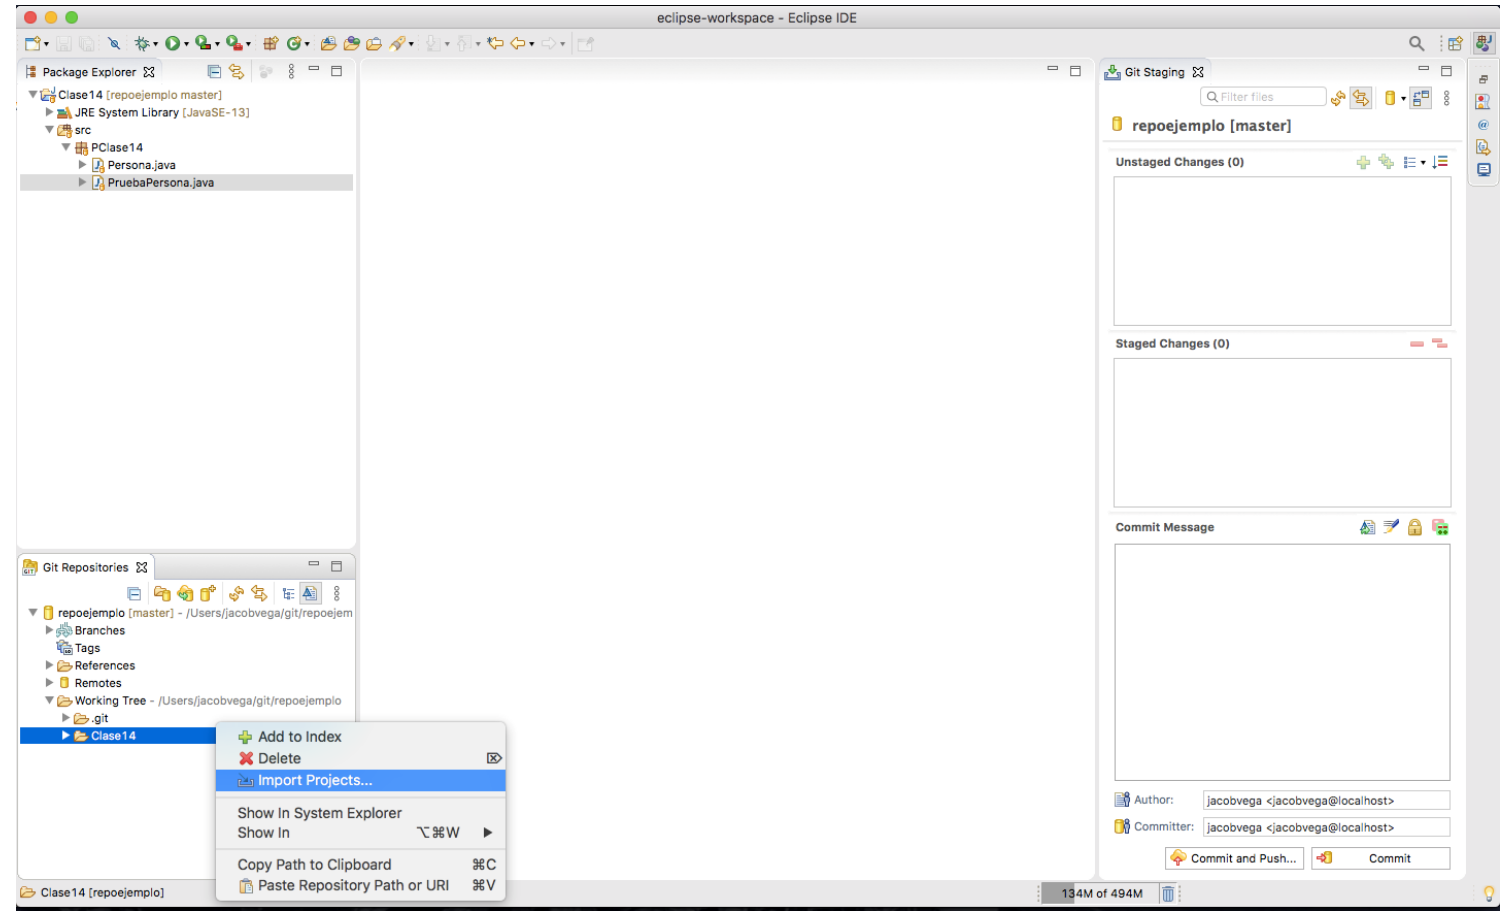 eclipse-workspace - Eclipse IDE
Package Explorer
Clase14 [repoejemplo master]
JRE System Library [JavaSE-13]
src
PClase14
Persona.java
PruebaPersona.java
Git Repositories
repoejemplo [master] - /Users/jacobvega/git/repoejem
Branches
Tags
References
Remotes
Working Tree - /Users/jacobvega/git/repoejemplo
.git
Clase14
Add to Index
Delete ⌦
Import Projects...
Show In System Explorer
Show In ⌥⌘W
Copy Path to Clipboard ⌘C
Paste Repository Path or URI ⌘V
Git Staging
Filter files
repoejemplo [master]
Unstaged Changes (0)
Staged Changes (0)
Commit Message
Author: jacobvega <jacobvega@localhost>
Committer: jacobvega <jacobvega@localhost>
Commit and Push... Commit
Clase14 [repoejemplo]
134M of 494M